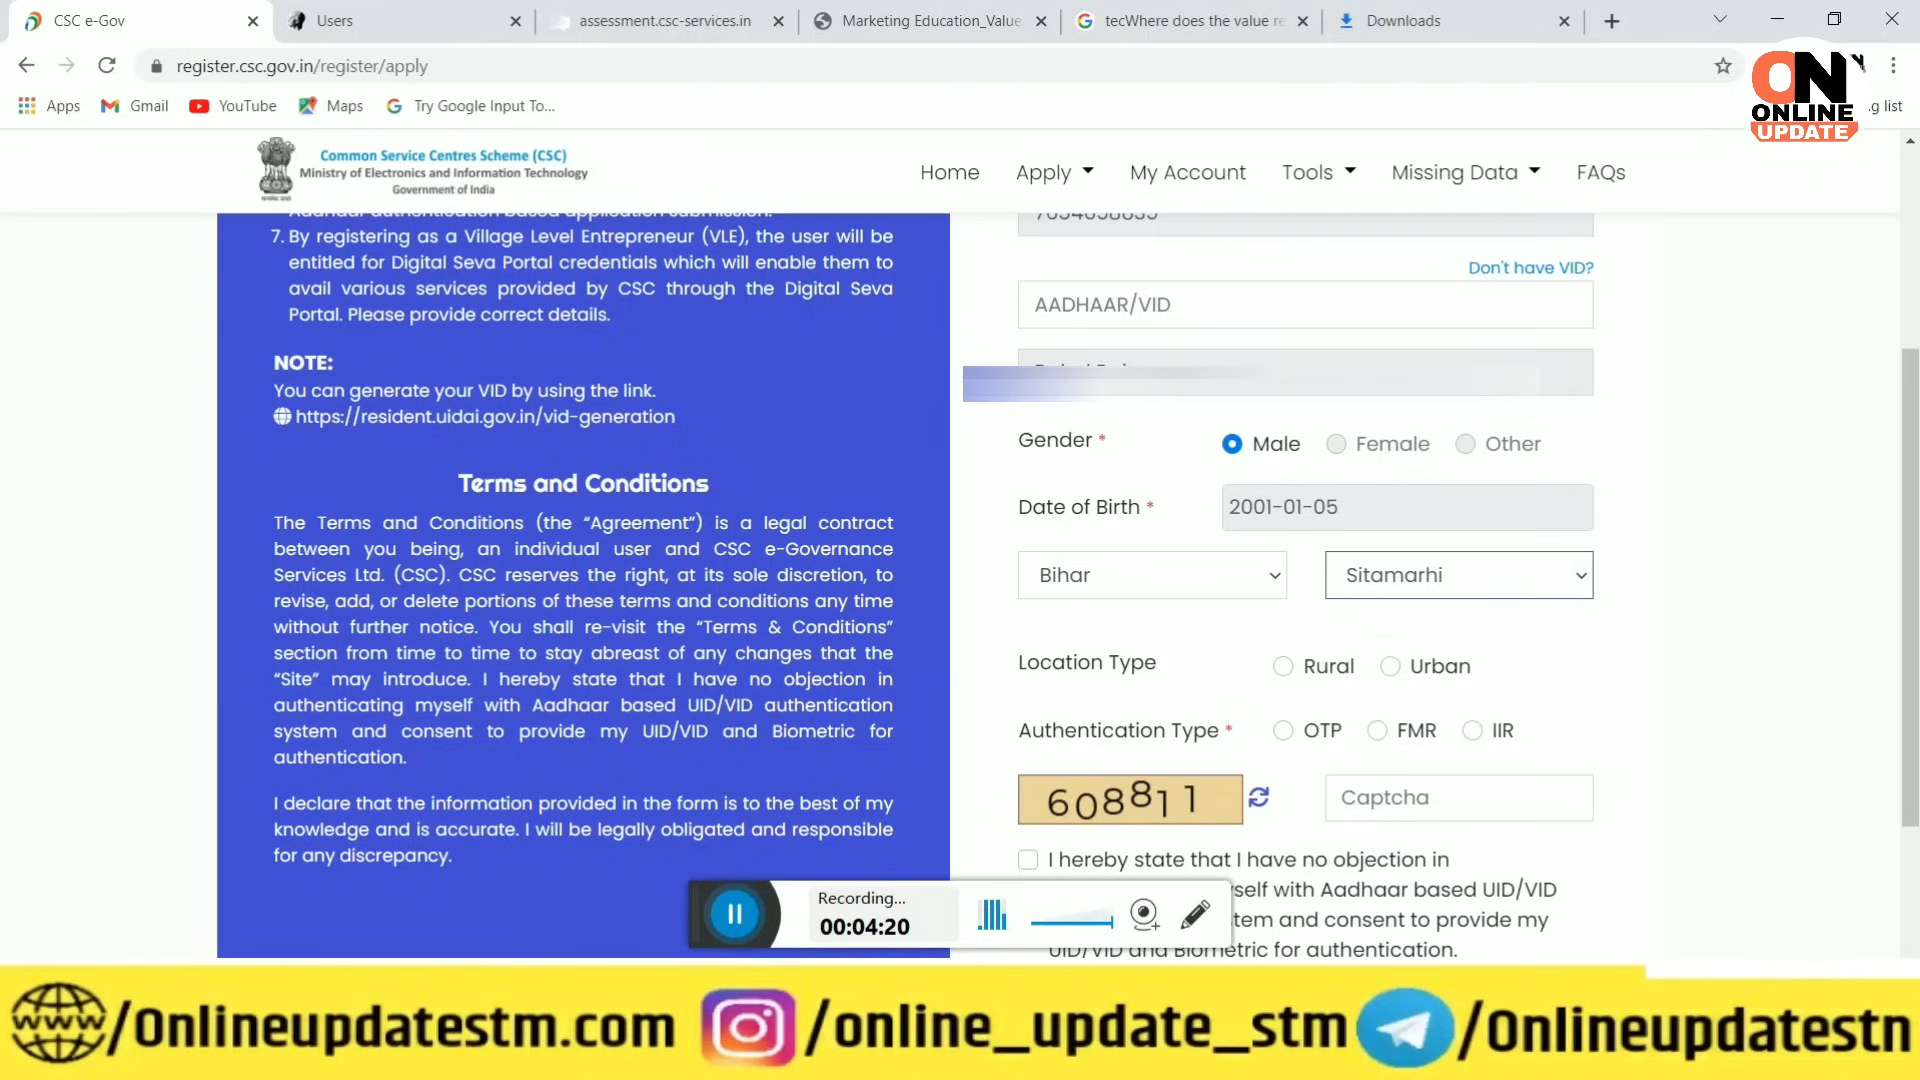 CSC e-Gov
Users
assessment.csc-services.in
Marketing Education_Value
tecWhere does the value re
Downloads
register.csc.gov.in/register/apply
Apps
Gmail
YouTube
Maps
Try Google Input To...
g list
ON
ONLINE
UPDATE
Common Service Centres Scheme (CSC)
Ministry of Electronics and Information Technology
Government of India
Home
Apply
My Account
Tools
Missing Data
FAQs
Aadhaar authentication based application submission.
7. By registering as a Village Level Entrepreneur (VLE), the user will be
entitled for Digital Seva Portal credentials which will enable them to
avail various services provided by CSC through the Digital Seva
Portal. Please provide correct details.
NOTE:
You can generate your VID by using the link.
https://resident.uidai.gov.in/vid-generation
Terms and Conditions
The Terms and Conditions (the “Agreement”) is a legal contract
between you being, an individual user and CSC e-Governance
Services Ltd. (CSC). CSC reserves the right, at its sole discretion, to
revise, add, or delete portions of these terms and conditions any time
without further notice. You shall re-visit the “Terms & Conditions”
section from time to time to stay abreast of any changes that the
“Site” may introduce. I hereby state that I have no objection in
authenticating myself with Aadhaar based UID/VID authentication
system and consent to provide my UID/VID and Biometric for
authentication.
I declare that the information provided in the form is to the best of my
knowledge and is accurate. I will be legally obligated and responsible
for any discrepancy.
Don't have VID?
AADHAAR/VID
Gender *
Male
Female
Other
Date of Birth *
2001-01-05
Bihar
Sitamarhi
Location Type
Rural
Urban
Authentication Type *
OTP
FMR
IIR
608811
Captcha
I hereby state that I have no objection in
yself with Aadhaar based UID/VID
tem and consent to provide my
UID/VID and Biometric for authentication.
Recording...
00:04:20
www
/Onlineupdatestm.com
/online_update_stm
/Onlineupdatestn